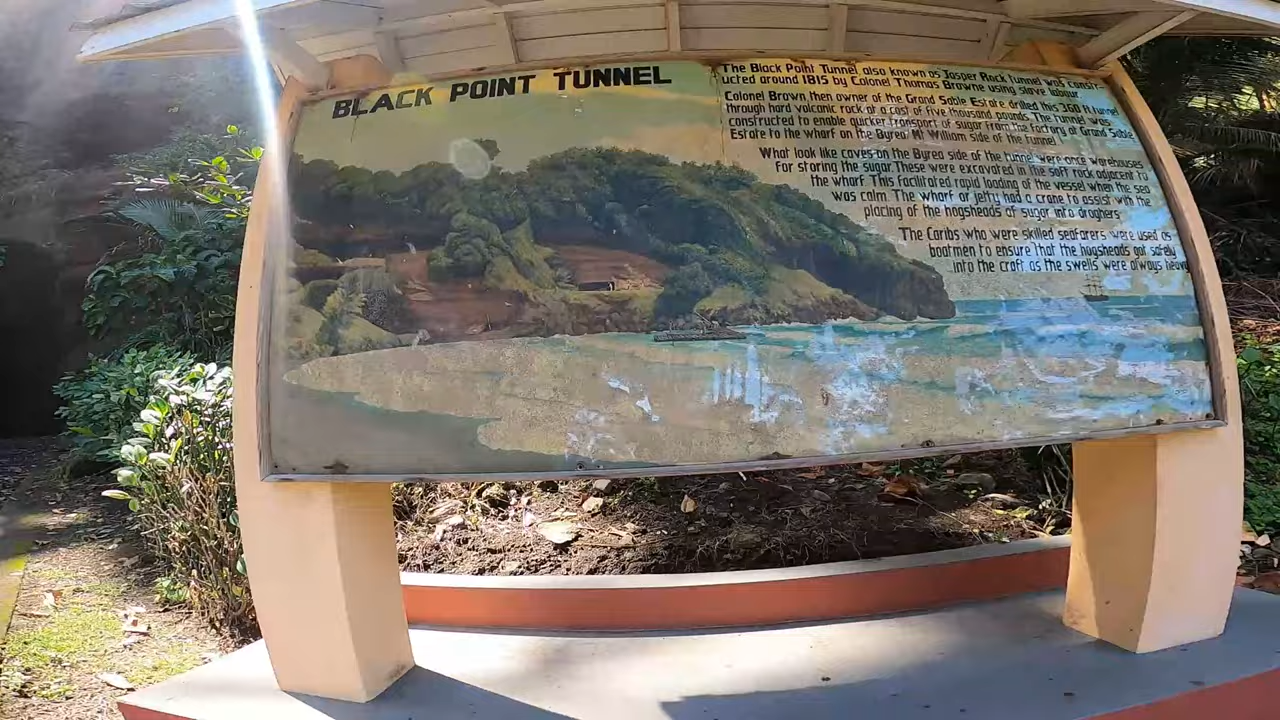 BLACK POINT TUNNEL
The Black Point Tunnel also known as Jasper Rock tunnel was constr-
ucted around 1815 by Colonel Thomas Browne using slave labour
Colonel Brown then owner of the Grand Sable Estate drilled this 360 ft tunnel
through hard volcanic rock at a cost of five thousand pounds. The tunnel was
constructed to enable quicker transport of sugar from the factory at Grand Sable
Estate to the wharf on the Byrea/Mt William side of the tunnel
What look like caves on the Byrea side of the tunnel were once warehouses
for storing the sugar. These were excavated in the soft rock adjacent to
the wharf. This facilitated rapid loading of the vessel when the sea
was calm. The wharf or jetty had a crane to assist with the
placing of the hogsheads of sugar into droghers
The Caribs who were skilled seafarers were used as
boatmen to ensure that the hogsheads got safely
into the craft as the swells were always heavy